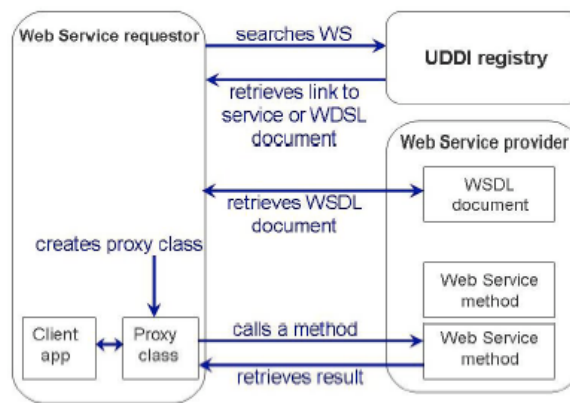 Web Service requestor
searches WS
UDDI registry
retrieves link to
service or WDSL
document
Web Service provider
WSDL
document
retrieves WSDL
document
creates proxy class
Web Service
method
Client
app
Proxy
class
calls a method
Web Service
method
retrieves result